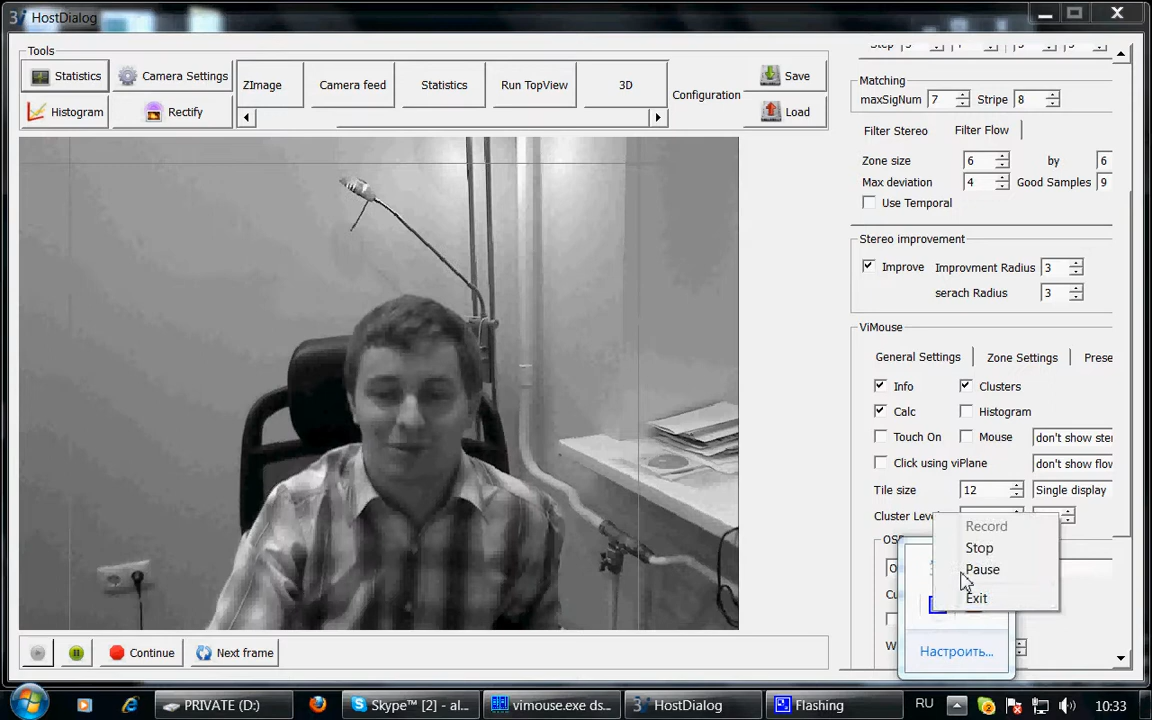 HostDialog
Tools
Statistics
Camera Settings
ZImage
Camera feed
Statistics
Run TopView
3D
Configuration
Save
Histogram
Rectify
Load
Matching
maxSigNum 7 Stripe 8
Filter Stereo Filter Flow
Zone size 6 by 6
Max deviation 4 Good Samples 9
Use Temporal
Stereo improvement
Improve Improvment Radius 3
serach Radius 3
ViMouse
General Settings Zone Settings Prese
Info Clusters
Calc Histogram
Touch On Mouse don't show ster
Click using viPlane don't show flow
Tile size 12 Single display
Cluster Leve
Record
Stop
Pause
Exit
Настроить...
Continue
Next frame
PRIVATE (D:)
Skype™ [2] - al...
vimouse.exe ds...
HostDialog
Flashing
RU
10:33